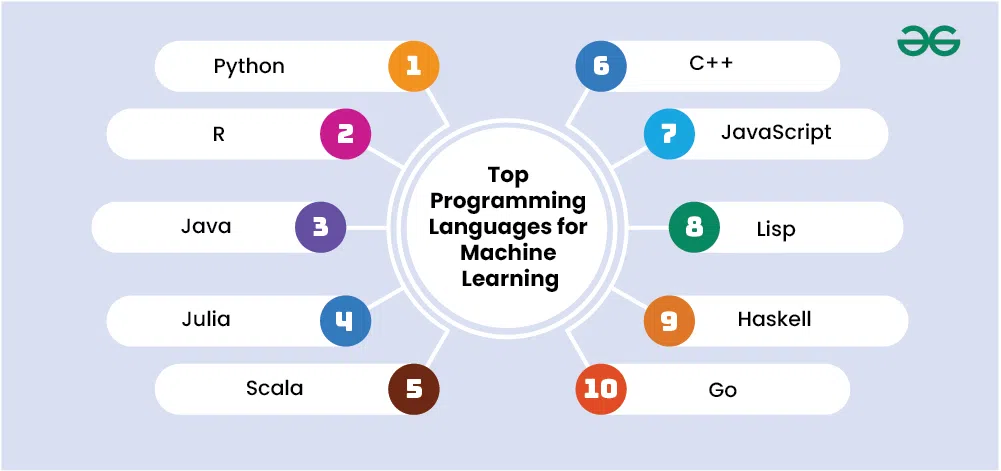 Python 1
R 2
Java 3
Julia 4
Scala 5
Top
Programming
Languages for
Machine
Learning
6 C++
7 JavaScript
8 Lisp
9 Haskell
10 Go